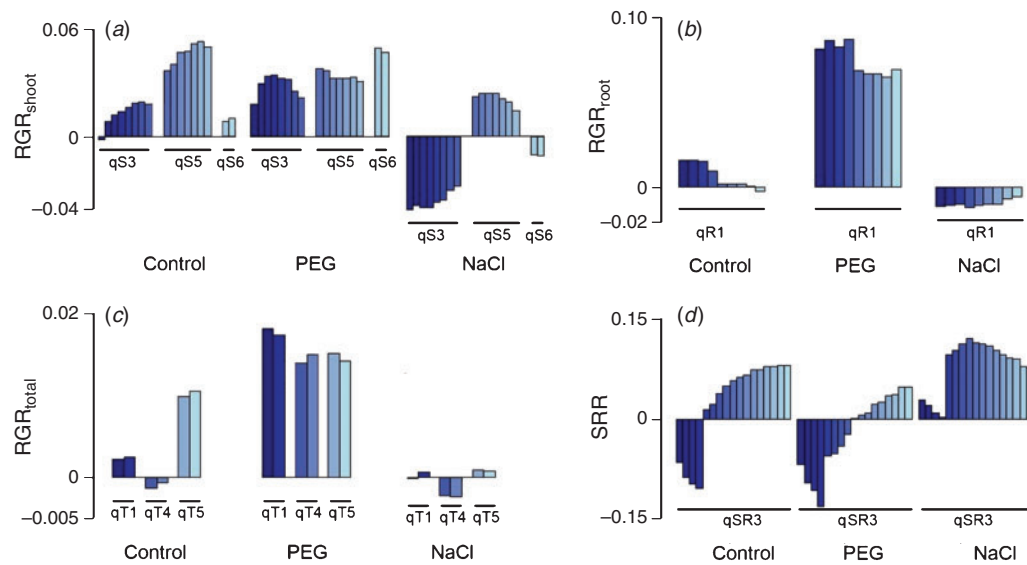 (a)
0.06
0
−0.04
RGRshoot
qS3 qS5 qS6 qS3 qS5 qS6 qS3 qS5 qS6
Control PEG NaCl
(b)
0.10
0
−0.02
RGRroot
qR1 qR1 qR1
Control PEG NaCl
(c)
0.02
0
−0.005
RGRtotal
qT1 qT4 qT5 qT1 qT4 qT5 qT1 qT4 qT5
Control PEG NaCl
(d)
0.15
0
−0.15
SRR
qSR3 qSR3 qSR3
Control PEG NaCl